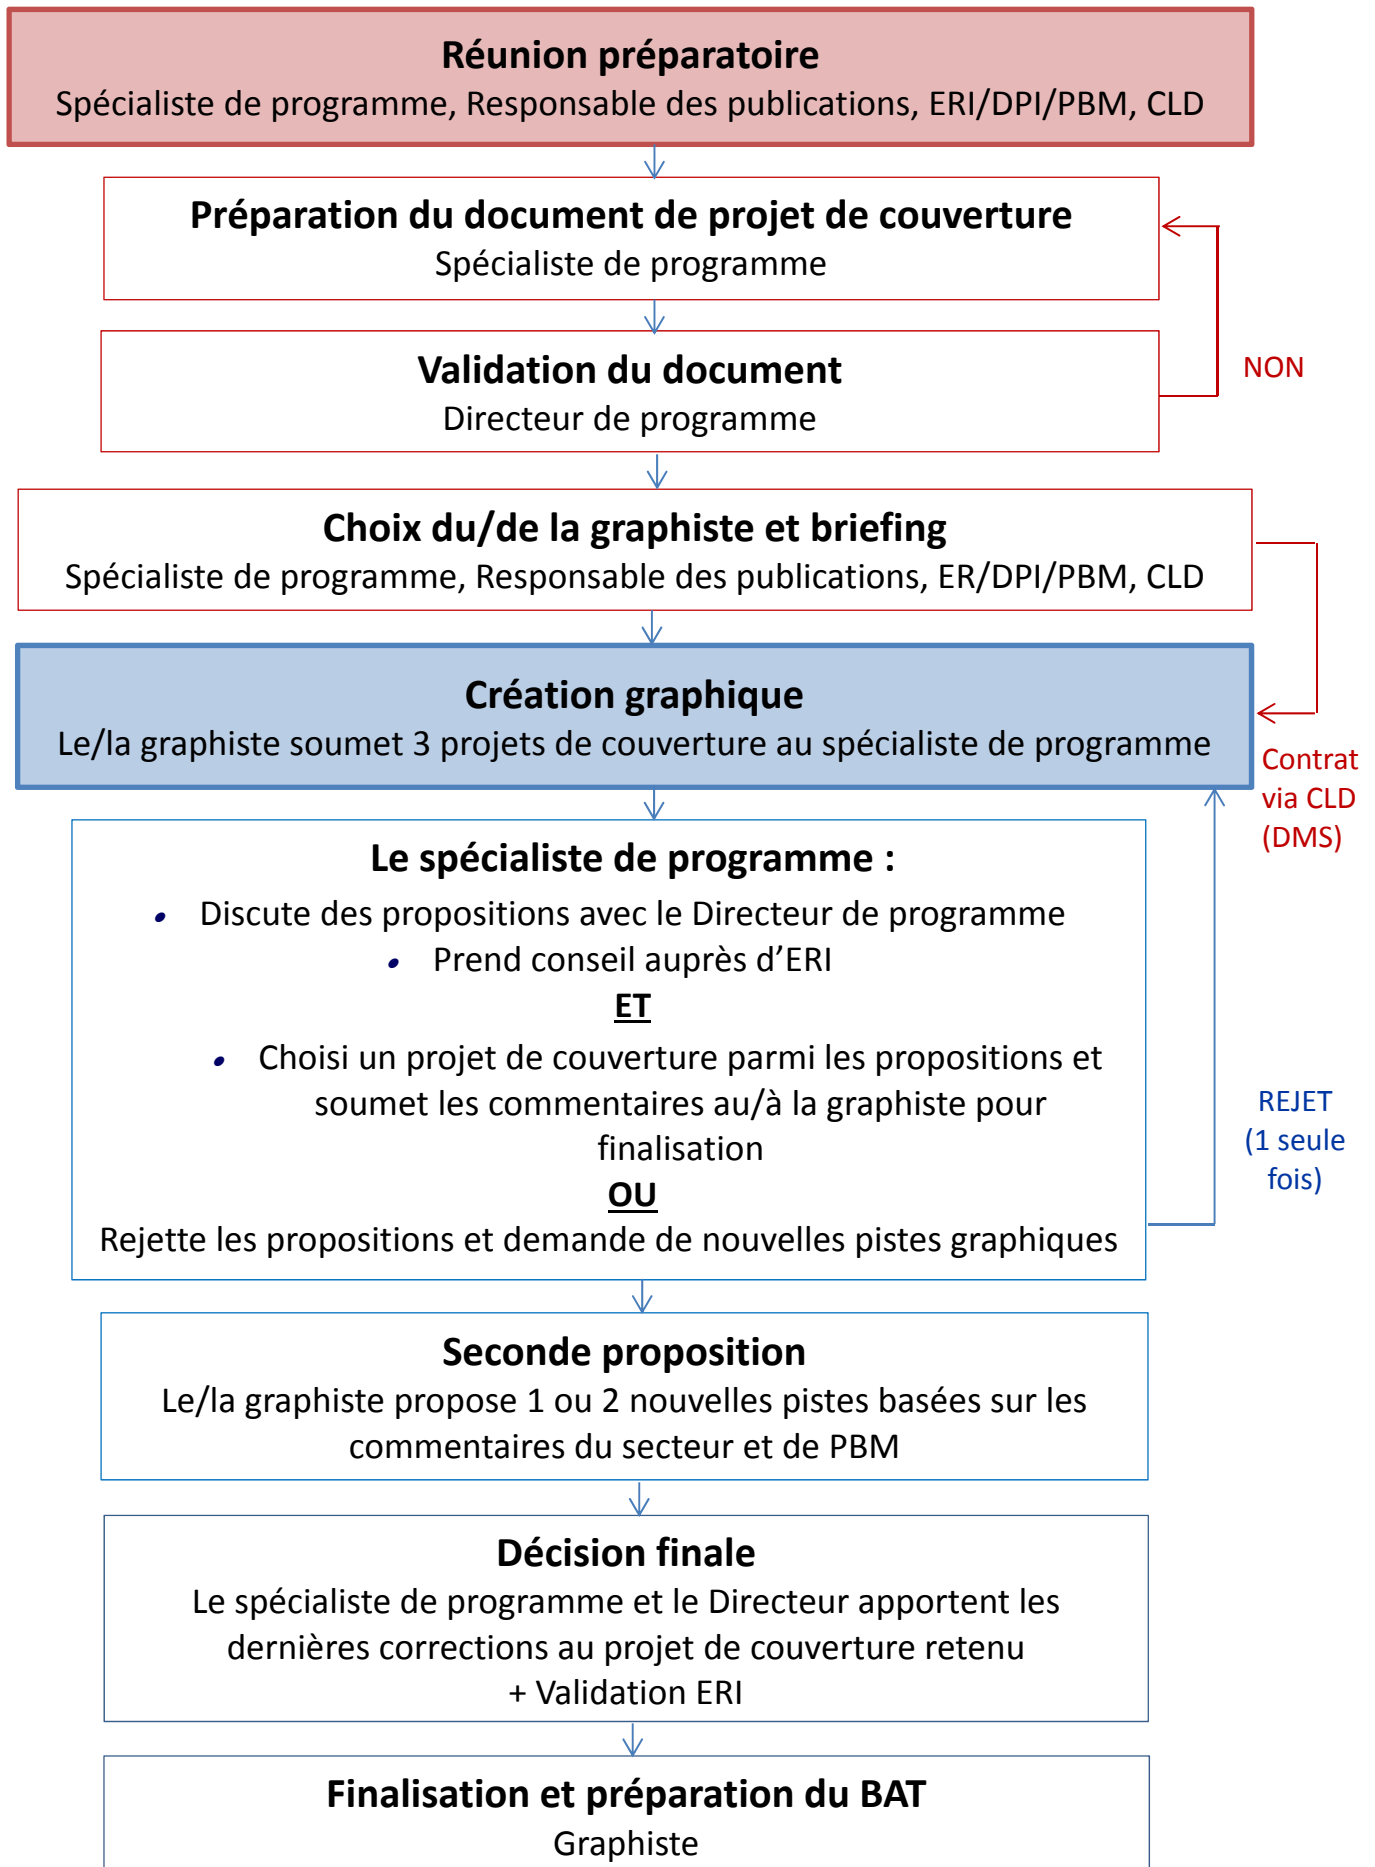 Réunion préparatoire
Spécialiste de programme, Responsable des publications, ERI/DPI/PBM, CLD
Préparation du document de projet de couverture
Spécialiste de programme
Validation du document
Directeur de programme
NON
Choix du/de la graphiste et briefing
Spécialiste de programme, Responsable des publications, ER/DPI/PBM, CLD
Création graphique
Le/la graphiste soumet 3 projets de couverture au spécialiste de programme
Contrat
via CLD
(DMS)
Le spécialiste de programme :
• Discute des propositions avec le Directeur de programme
• Prend conseil auprès d’ERI
ET
• Choisi un projet de couverture parmi les propositions et
soumet les commentaires au/à la graphiste pour
finalisation
OU
Rejette les propositions et demande de nouvelles pistes graphiques
REJET
(1 seule
fois)
Seconde proposition
Le/la graphiste propose 1 ou 2 nouvelles pistes basées sur les
commentaires du secteur et de PBM
Décision finale
Le spécialiste de programme et le Directeur apportent les
dernières corrections au projet de couverture retenu
+ Validation ERI
Finalisation et préparation du BAT
Graphiste